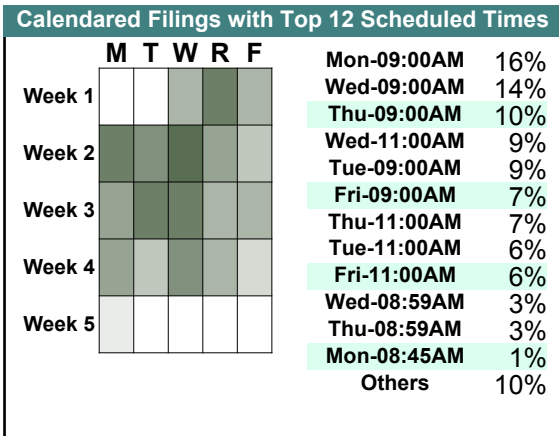 Calendared Filings with Top 12 Scheduled Times
M T W R F
Week 1
Week 2
Week 3
Week 4
Week 5
Mon-09:00AM 16%
Wed-09:00AM 14%
Thu-09:00AM 10%
Wed-11:00AM 9%
Tue-09:00AM 9%
Fri-09:00AM 7%
Thu-11:00AM 7%
Tue-11:00AM 6%
Fri-11:00AM 6%
Wed-08:59AM 3%
Thu-08:59AM 3%
Mon-08:45AM 1%
Others 10%